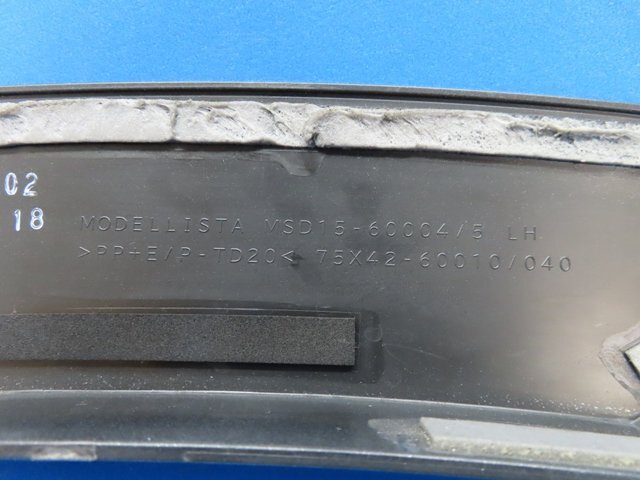 02
18
MODELLISTA MSD15-60004/5 LH
>PP+E/P-TD20< 75X42-60010/040